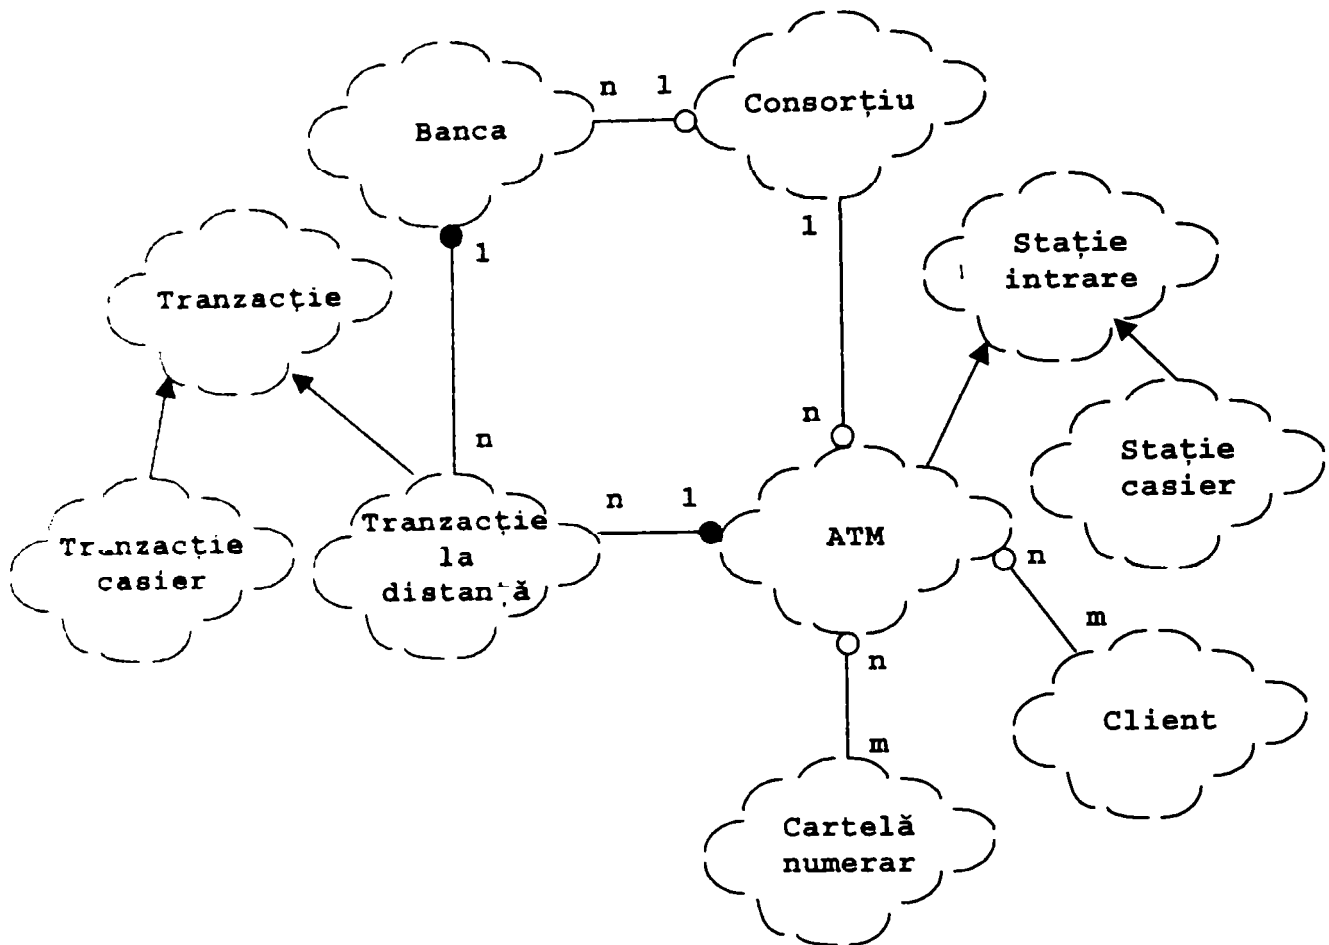 n 1
Consorțiu
Banca
1
1
Stație
intrare
Tranzacție
n
n
Stație
casier
Tranzacție
la
distanță
n 1
ATM
Tranzacție
casier
n
m
n
Client
m
Cartelă
numerar